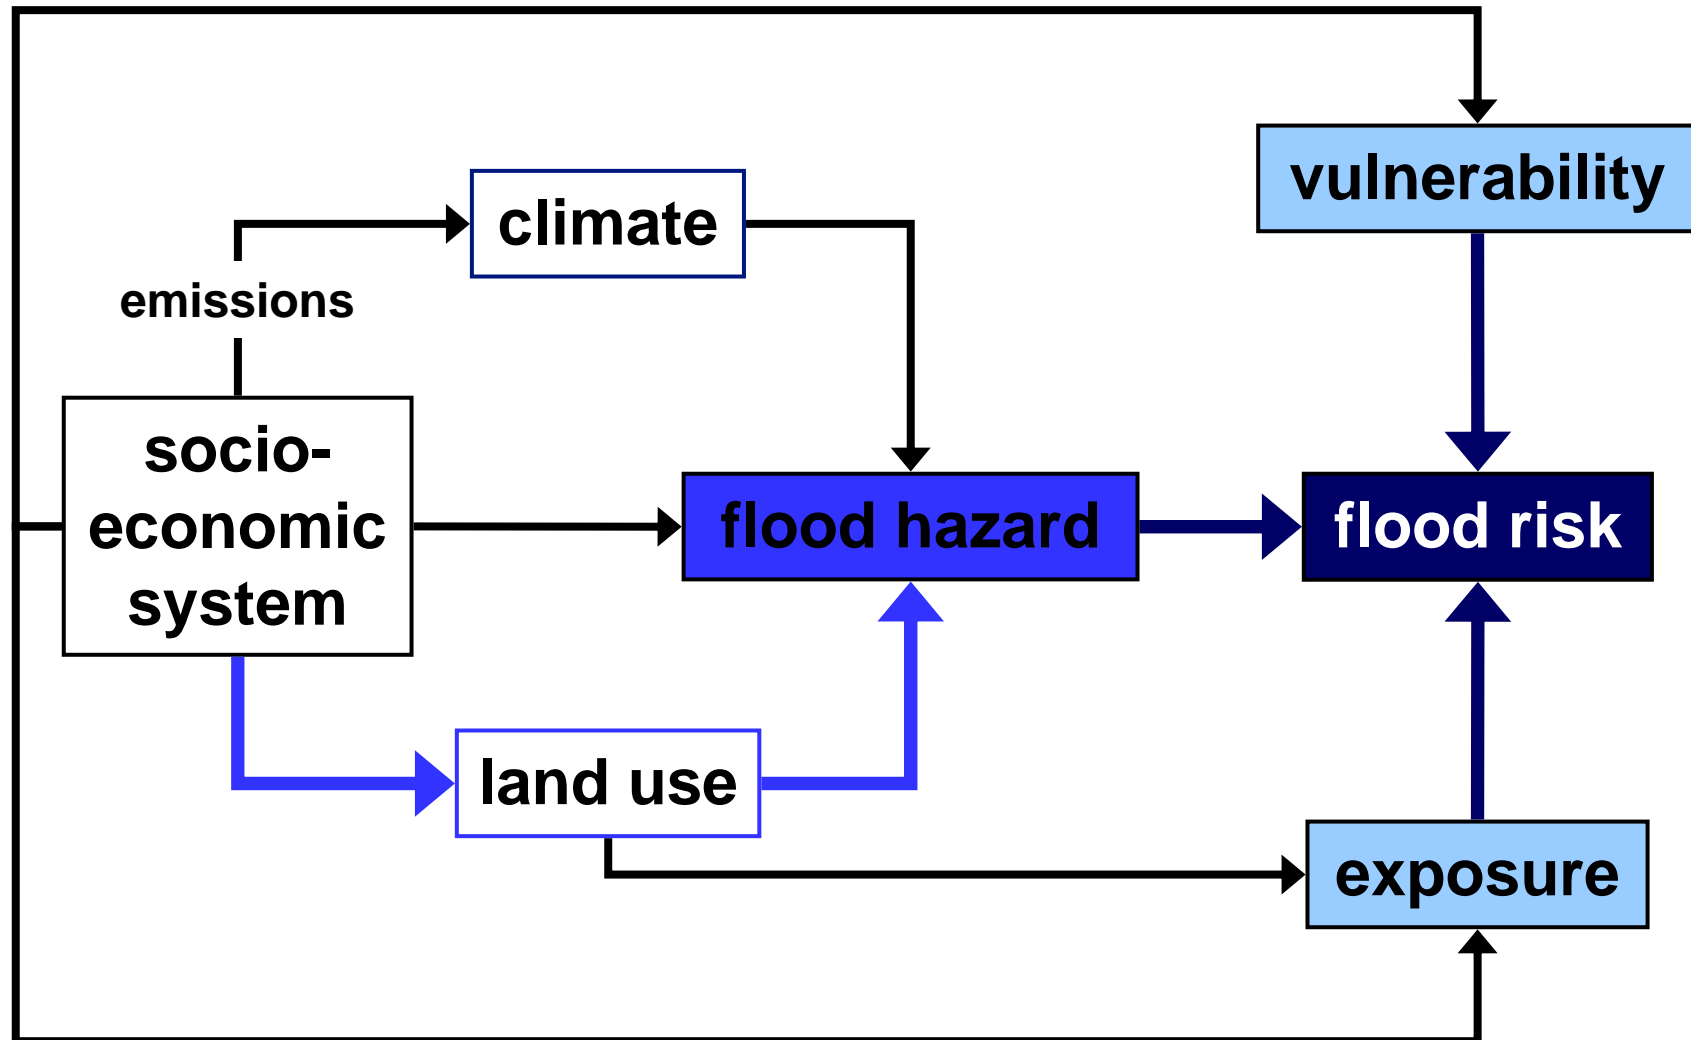 vulnerability
climate
emissions
socio-
economic
system
flood hazard
flood risk
land use
exposure